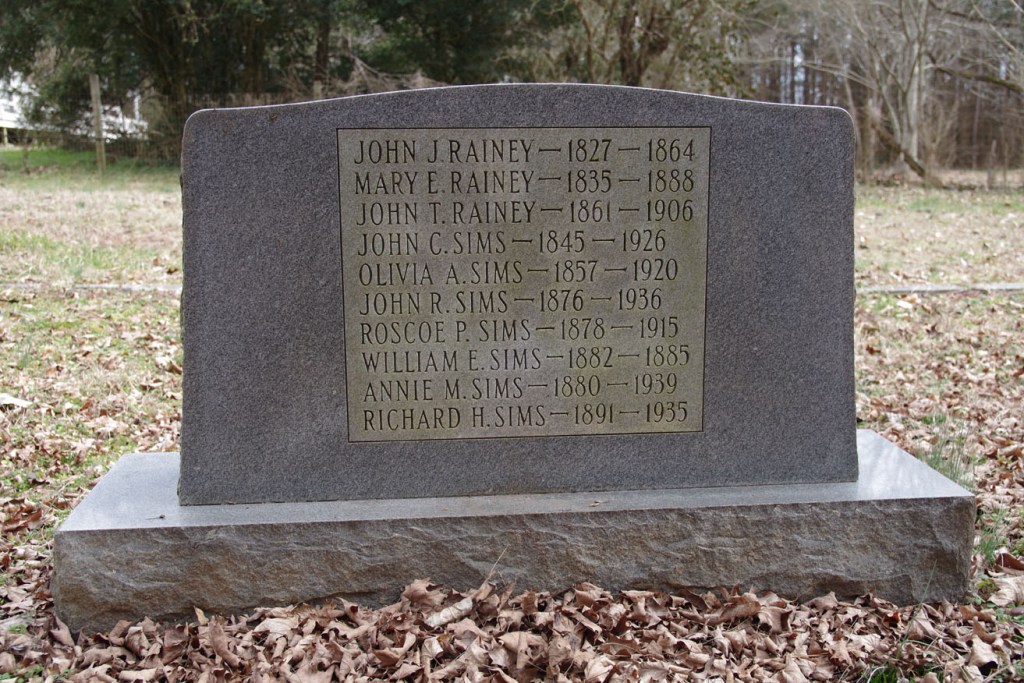 JOHN J. RAINEY — 1827 — 1864
MARY E. RAINEY — 1835 — 1888
JOHN T. RAINEY — 1861 — 1906
JOHN C. SIMS — 1845 — 1926
OLIVIA A. SIMS — 1857 — 1920
JOHN R. SIMS — 1876 — 1936
ROSCOE P. SIMS — 1878 — 1915
WILLIAM E. SIMS — 1882 — 1885
ANNIE M. SIMS — 1880 — 1939
RICHARD H. SIMS — 1891 — 1935